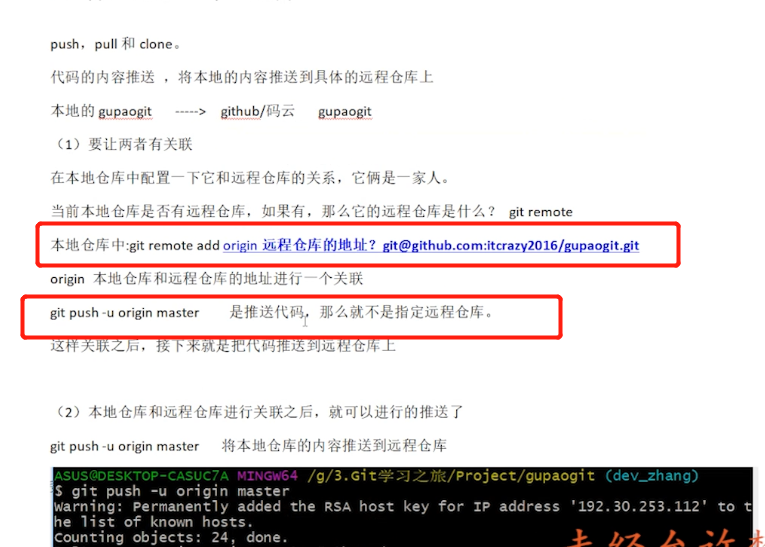 push，pull 和 clone。
代码的内容推送 ，将本地的内容推送到具体的远程仓库上
本地的 gupaogit -----> github/码云 gupaogit
（1）要让两者有关联
在本地仓库中配置一下它和远程仓库的关系，它俩是一家人。
当前本地仓库是否有远程仓库，如果有，那么它的远程仓库是什么？ git remote
本地仓库中:git remote add origin 远程仓库的地址？git@github.com:itcrazy2016/gupaogit.git
origin 本地仓库和远程仓库的地址进行一个关联
git push -u origin master 是推送代码，那么就不是指定远程仓库。
这样关联之后，接下来就是把代码推送到远程仓库上
（2）本地仓库和远程仓库进行关联之后，就可以进行的推送了
git push -u origin master 将本地仓库的内容推送到远程仓库
ASUS@DESKTOP-CASUC7A MINGW64 /g/3.Git学习之旅/Project/gupaogit (dev_zhang)
$ git push -u origin master
Warning: Permanently added the RSA host key for IP address '192.30.253.112' to t
he list of known hosts.
Counting objects: 24, done.